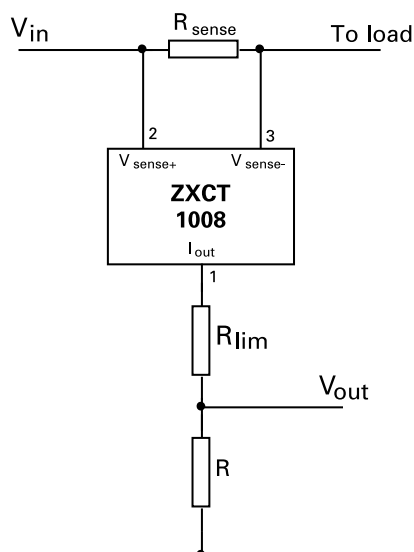 Vin
Rsense
To load
2
3
Vsense+
Vsense-
ZXCT
1008
Iout
1
Rlim
Vout
R